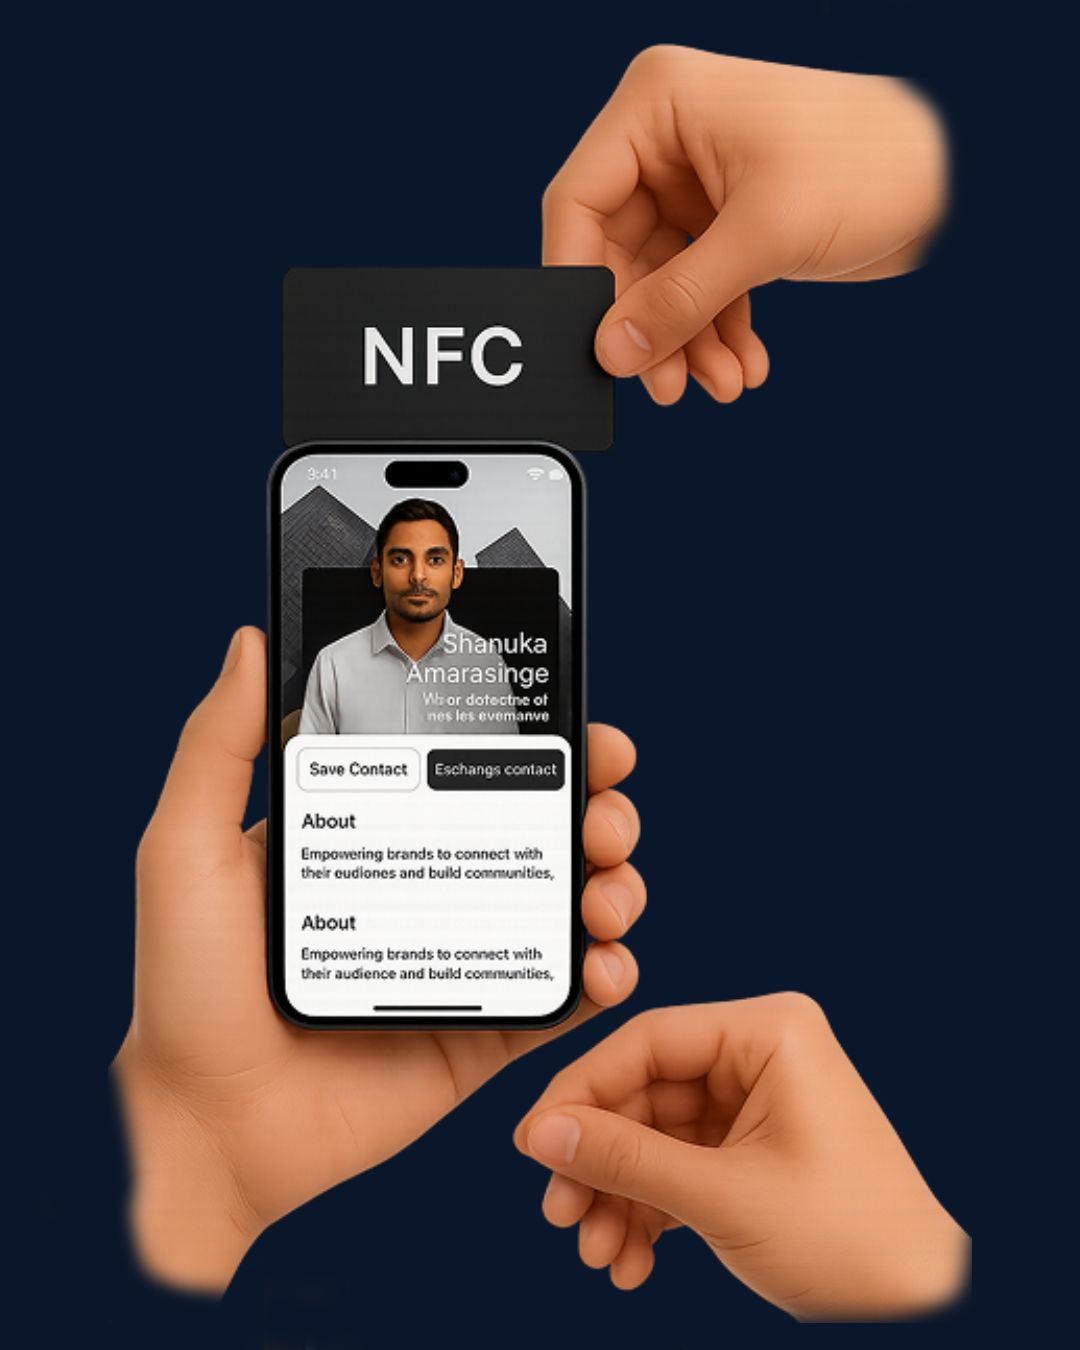 NFC
3:41
Shanuka
Amarasinge
or dotectne of
nes les evemanve
Save Contact
Eschangs contact
About
Empowering brands to connect with
their eudiones and build communities,
About
Empowering brands to connect with
their audience and build communities,